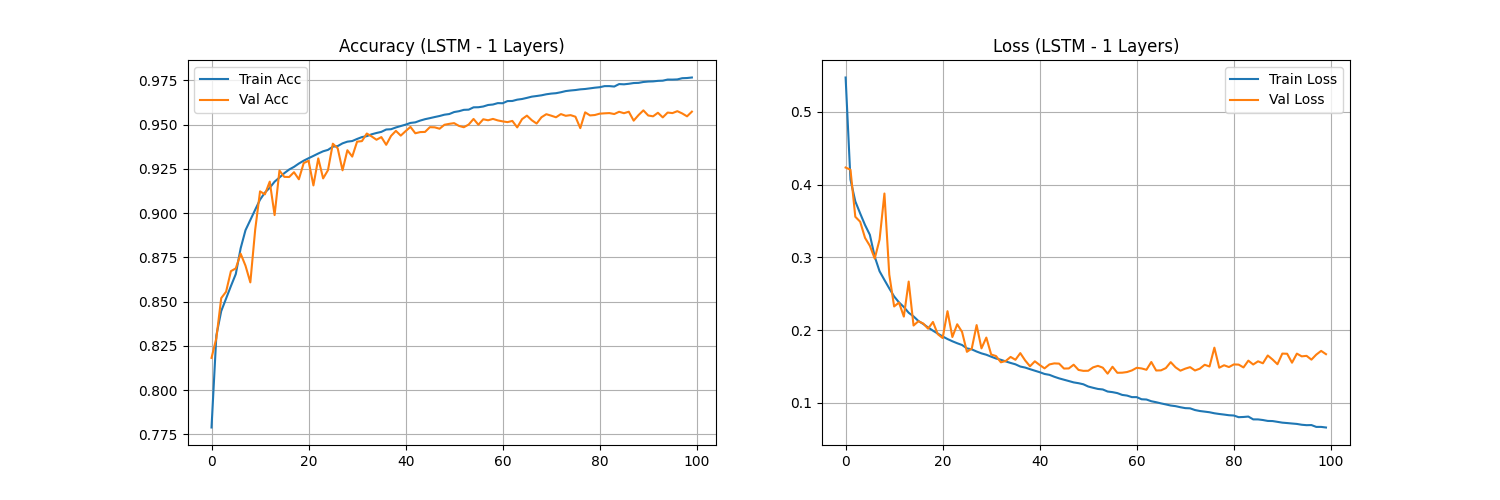 Accuracy (LSTM - 1 Layers)
Train Acc
Val Acc
0.975
0.950
0.925
0.900
0.875
0.850
0.825
0.800
0.775
0 20 40 60 80 100
Loss (LSTM - 1 Layers)
Train Loss
Val Loss
0.5
0.4
0.3
0.2
0.1
0 20 40 60 80 100